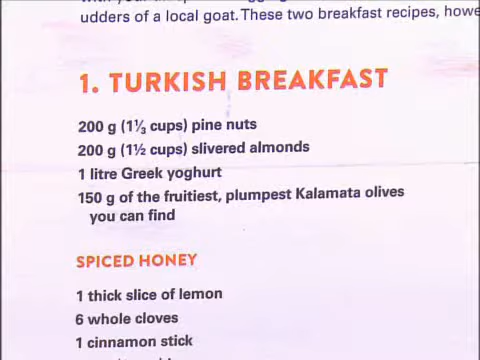 udders of a local goat. These two breakfast recipes, howe
1. TURKISH BREAKFAST
200 g (1⅓ cups) pine nuts
200 g (1½ cups) slivered almonds
1 litre Greek yoghurt
150 g of the fruitiest, plumpest Kalamata olives
you can find
SPICED HONEY
1 thick slice of lemon
6 whole cloves
1 cinnamon stick